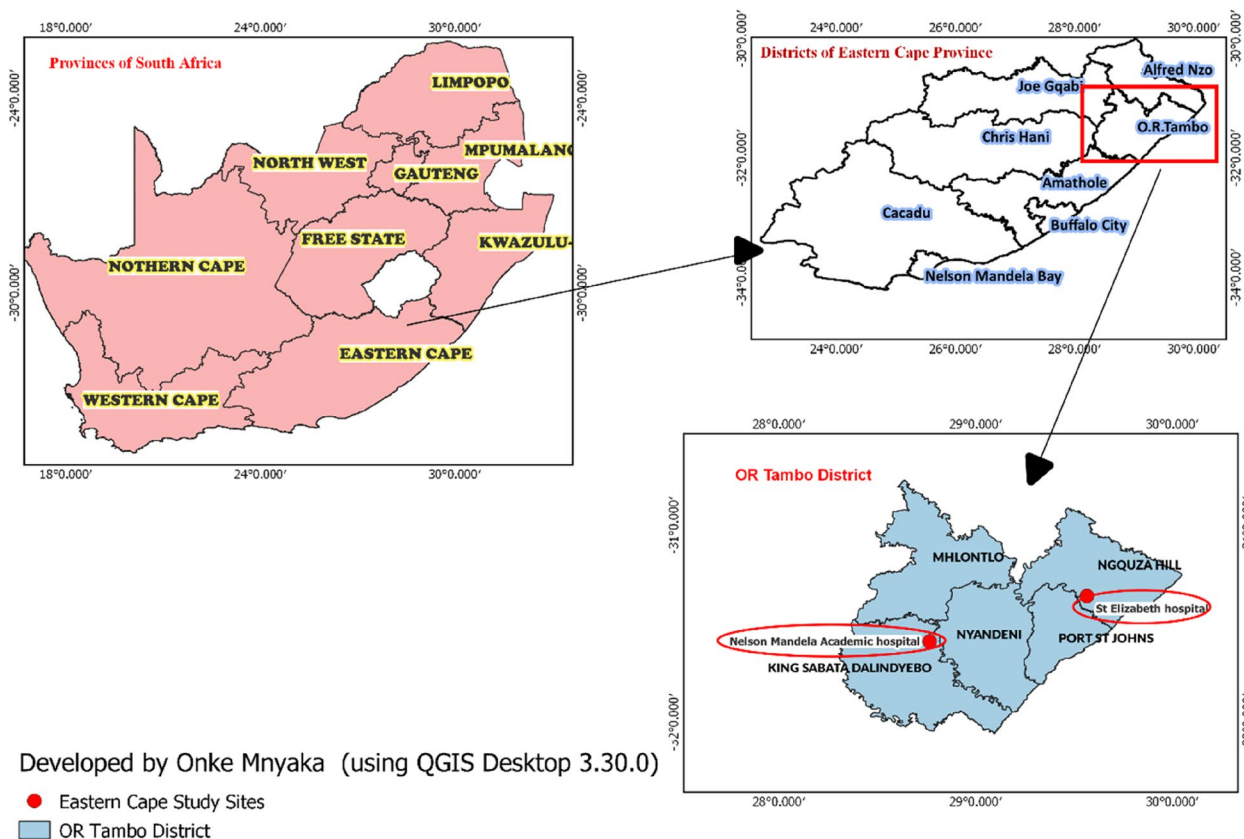 18°0.000′ 24°0.000′ 30°0.000′
Provinces of South Africa
-24°0.000′
-24°0.000′
-30°0.000′
-30°0.000′
LIMPOPO
NORTH WEST
MPUMALANG
GAUTENG
FREE STATE
KWAZULU-
NOTHERN CAPE
EASTERN CAPE
WESTERN CAPE
18°0.000′ 24°0.000′ 30°0.000′
24°0.000′ 26°0.000′ 28°0.000′ 30°0.000′
Districts of Eastern Cape Province
-30°0.000′
-30°0.000′
-32°0.000′
-32°0.000′
-34°0.000′
-34°0.000′
Alfred Nzo
Joe Gqabi
O.R.Tambo
Chris Hani
Amathole
Cacadu
Buffalo City
Nelson Mandela Bay
24°0.000′ 26°0.000′ 28°0.000′ 30°0.000′
28°0.000′ 29°0.000′ 30°0.000′
OR Tambo District
-31°0.000′
-32°0.000′
MHLONTLO
NGQUZA HILL
St Elizabeth hospital
NYANDENI
PORT ST JOHNS
Nelson Mandela Academic hospital
KING SABATA DALINDYEBO
28°0.000′ 29°0.000′ 30°0.000′
Developed by Onke Mnyaka (using QGIS Desktop 3.30.0)
Eastern Cape Study Sites
OR Tambo District